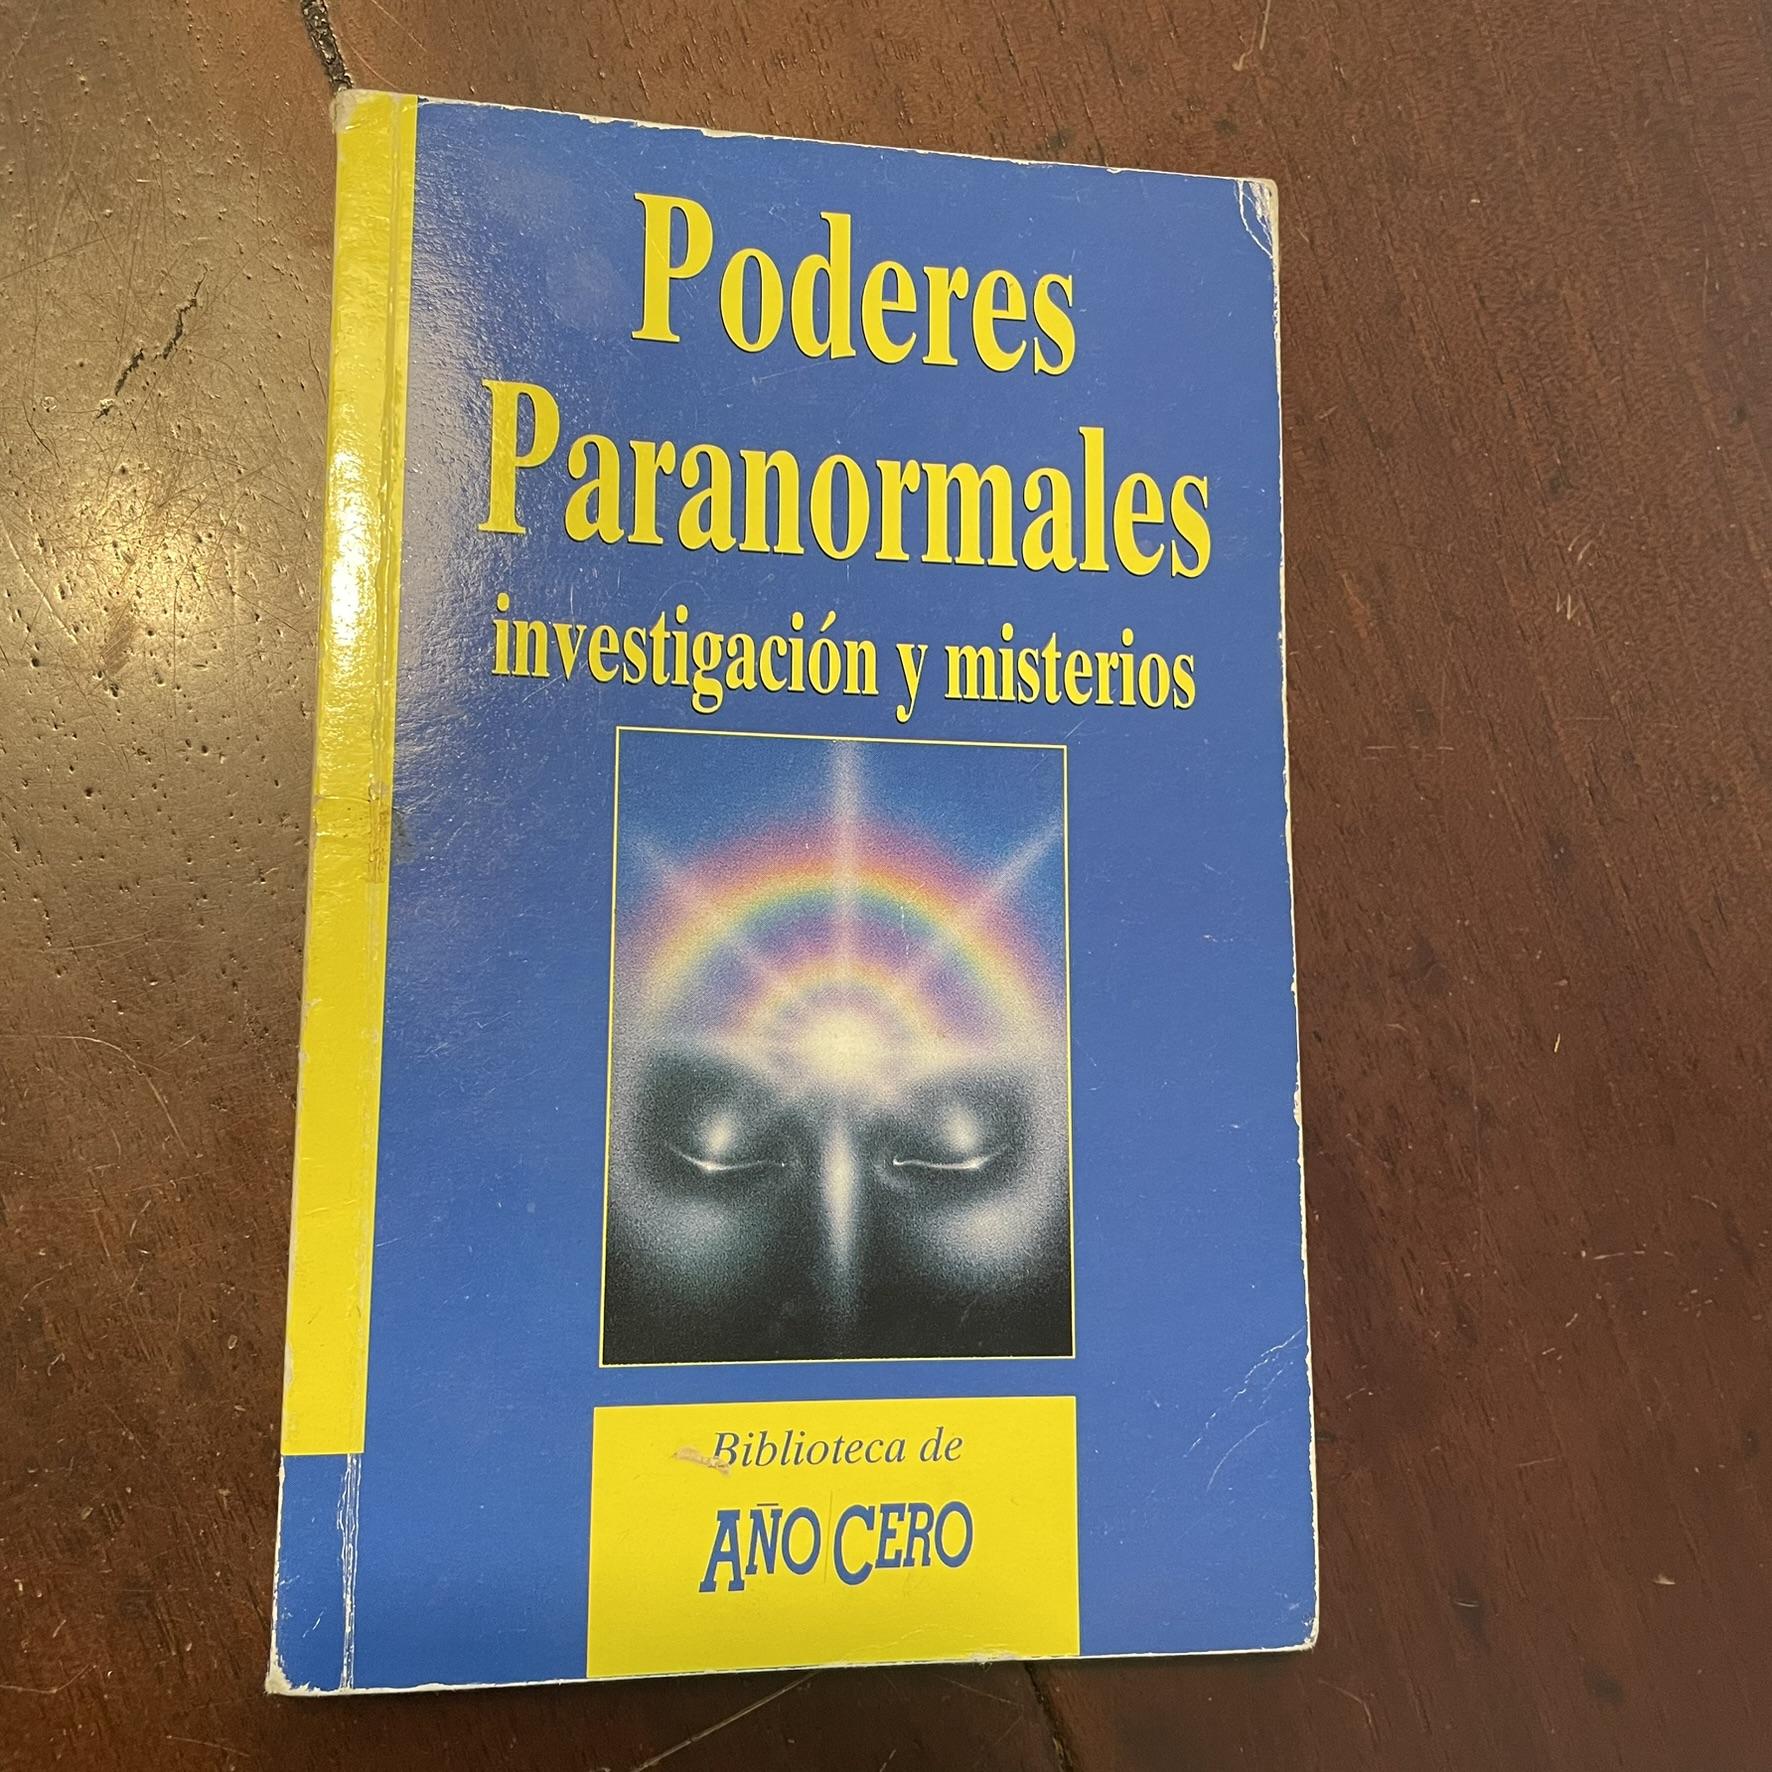 Poderes
Paranormales
investigación y misterios
Biblioteca de
AÑO CERO